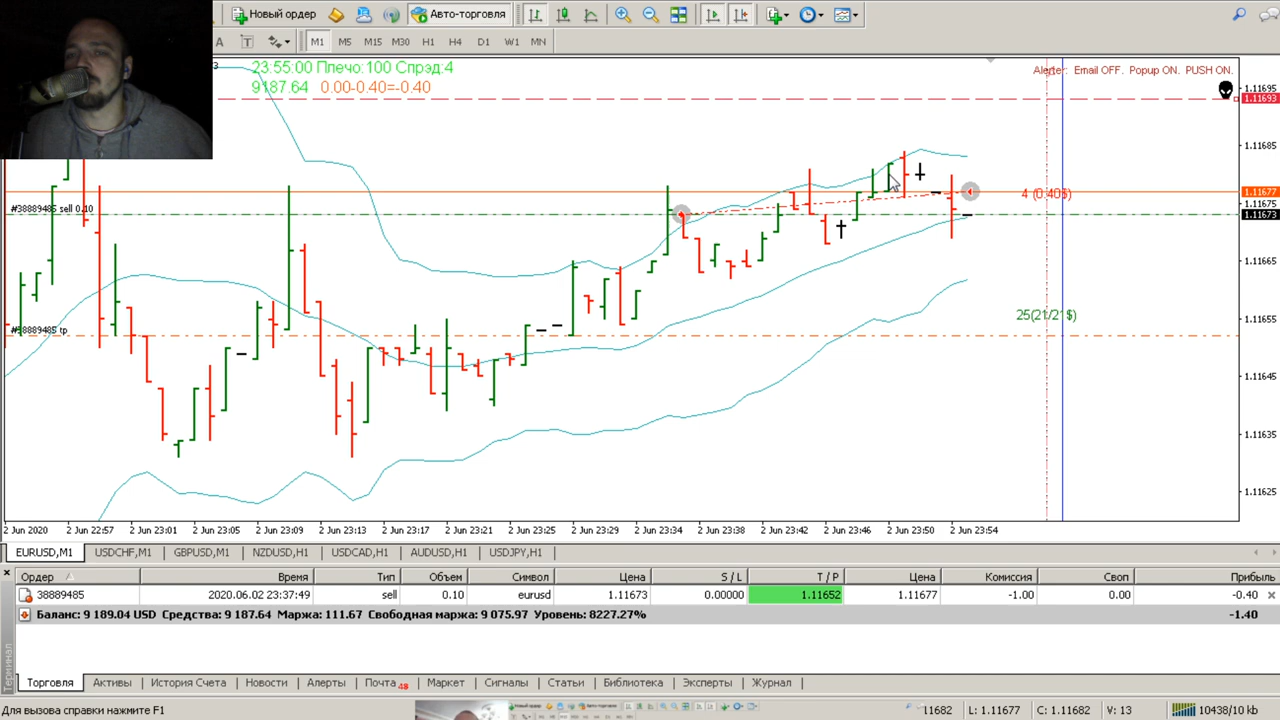 Новый ордер Авто-торговля
A T M1 M5 M15 M30 H1 H4 D1 W1 MN
3 23:55:00 Плечо:100 Спрэд:4
9187.64 0.00-0.40=-0.40
Alerter: Email OFF. Popup ON. PUSH ON.
1.11695
1.11693
1.11685
4 (0.40$) 1.11677
1.11675
#38889485 sell 0.10 1.11673
1.11665
25(21/21$) 1.11655
#38889485 tp
1.11645
1.11635
1.11625
2 Jun 2020 2 Jun 22:57 2 Jun 23:01 2 Jun 23:05 2 Jun 23:09 2 Jun 23:13 2 Jun 23:17 2 Jun 23:21 2 Jun 23:25 2 Jun 23:29 2 Jun 23:34 2 Jun 23:38 2 Jun 23:42 2 Jun 23:46 2 Jun 23:50 2 Jun 23:54
EURUSD,M1 USDCHF,M1 GBPUSD,M1 NZDUSD,H1 USDCAD,H1 AUDUSD,H1 USDJPY,H1
Ордер Время Тип Объем Символ Цена S / L T / P Цена Комиссия Своп Прибыль
38889485 2020.06.02 23:37:49 sell 0.10 eurusd 1.11673 0.00000 1.11652 1.11677 -1.00 0.00 -0.40
Баланс: 9 189.04 USD Средства: 9 187.64 Маржа: 111.67 Свободная маржа: 9 075.97 Уровень: 8227.27% -1.40
Терминал
Торговля Активы История Счета Новости Алерты Почта 48 Маркет Сигналы Статьи Библиотека Эксперты Журнал
Для вызова справки нажмите F1 11682 L: 1.11677 C: 1.11682 V: 13 10438/10 kb